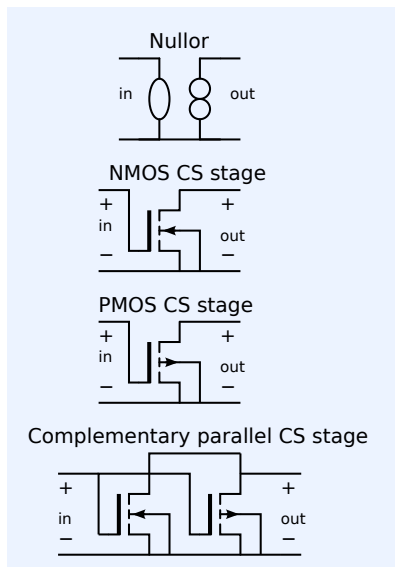 Nullor
in out
NMOS CS stage
+ +
in
out
− −
PMOS CS stage
+ +
in
out
− −
Complementary parallel CS stage
+ +
in out
− −